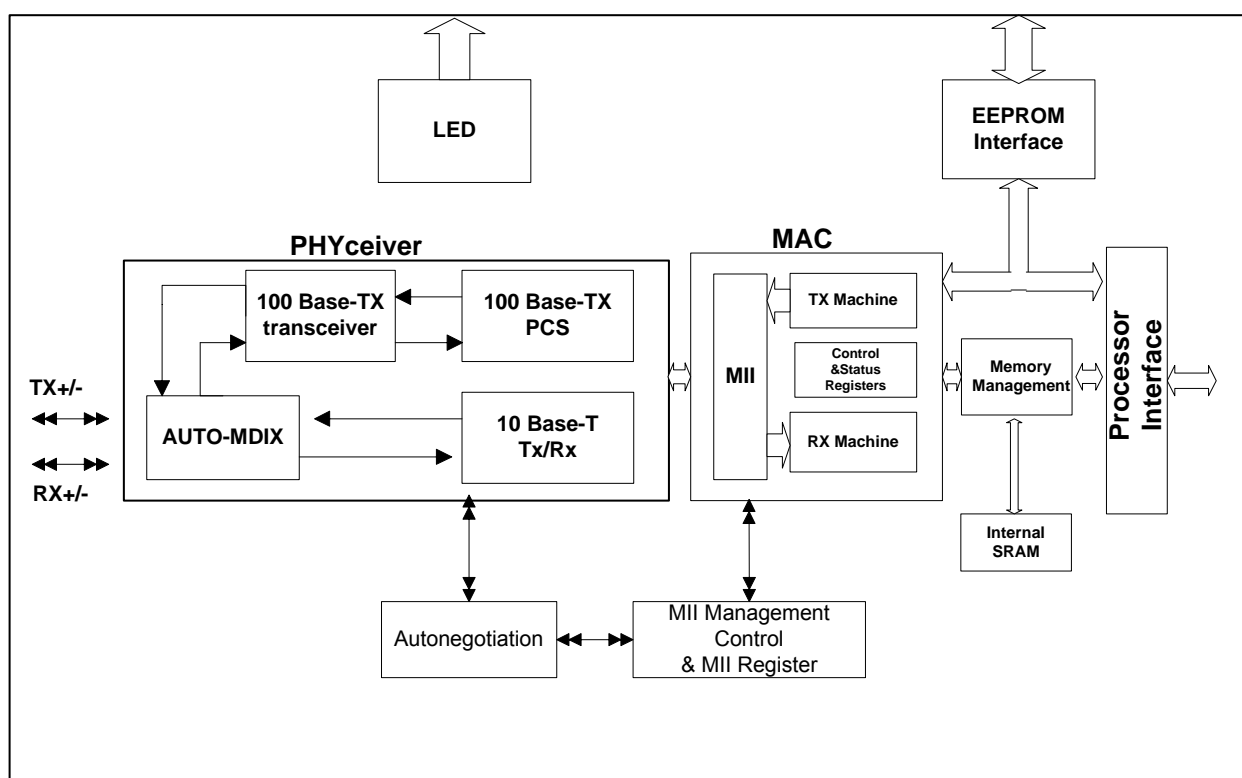 LED
EEPROM
Interface
PHYceiver
MAC
100 Base-TX
transceiver
100 Base-TX
PCS
AUTO-MDIX
10 Base-T
Tx/Rx
TX+/-
RX+/-
MII
TX Machine
Control
&Status
Registers
RX Machine
Memory
Management
Internal
SRAM
Processor
Interface
Autonegotiation
MII Management
Control
& MII Register